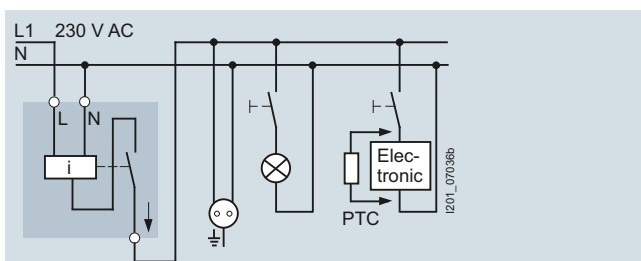 L1 230 V AC
N
L N
i
Elec-
tronic
PTC
I201_07036b